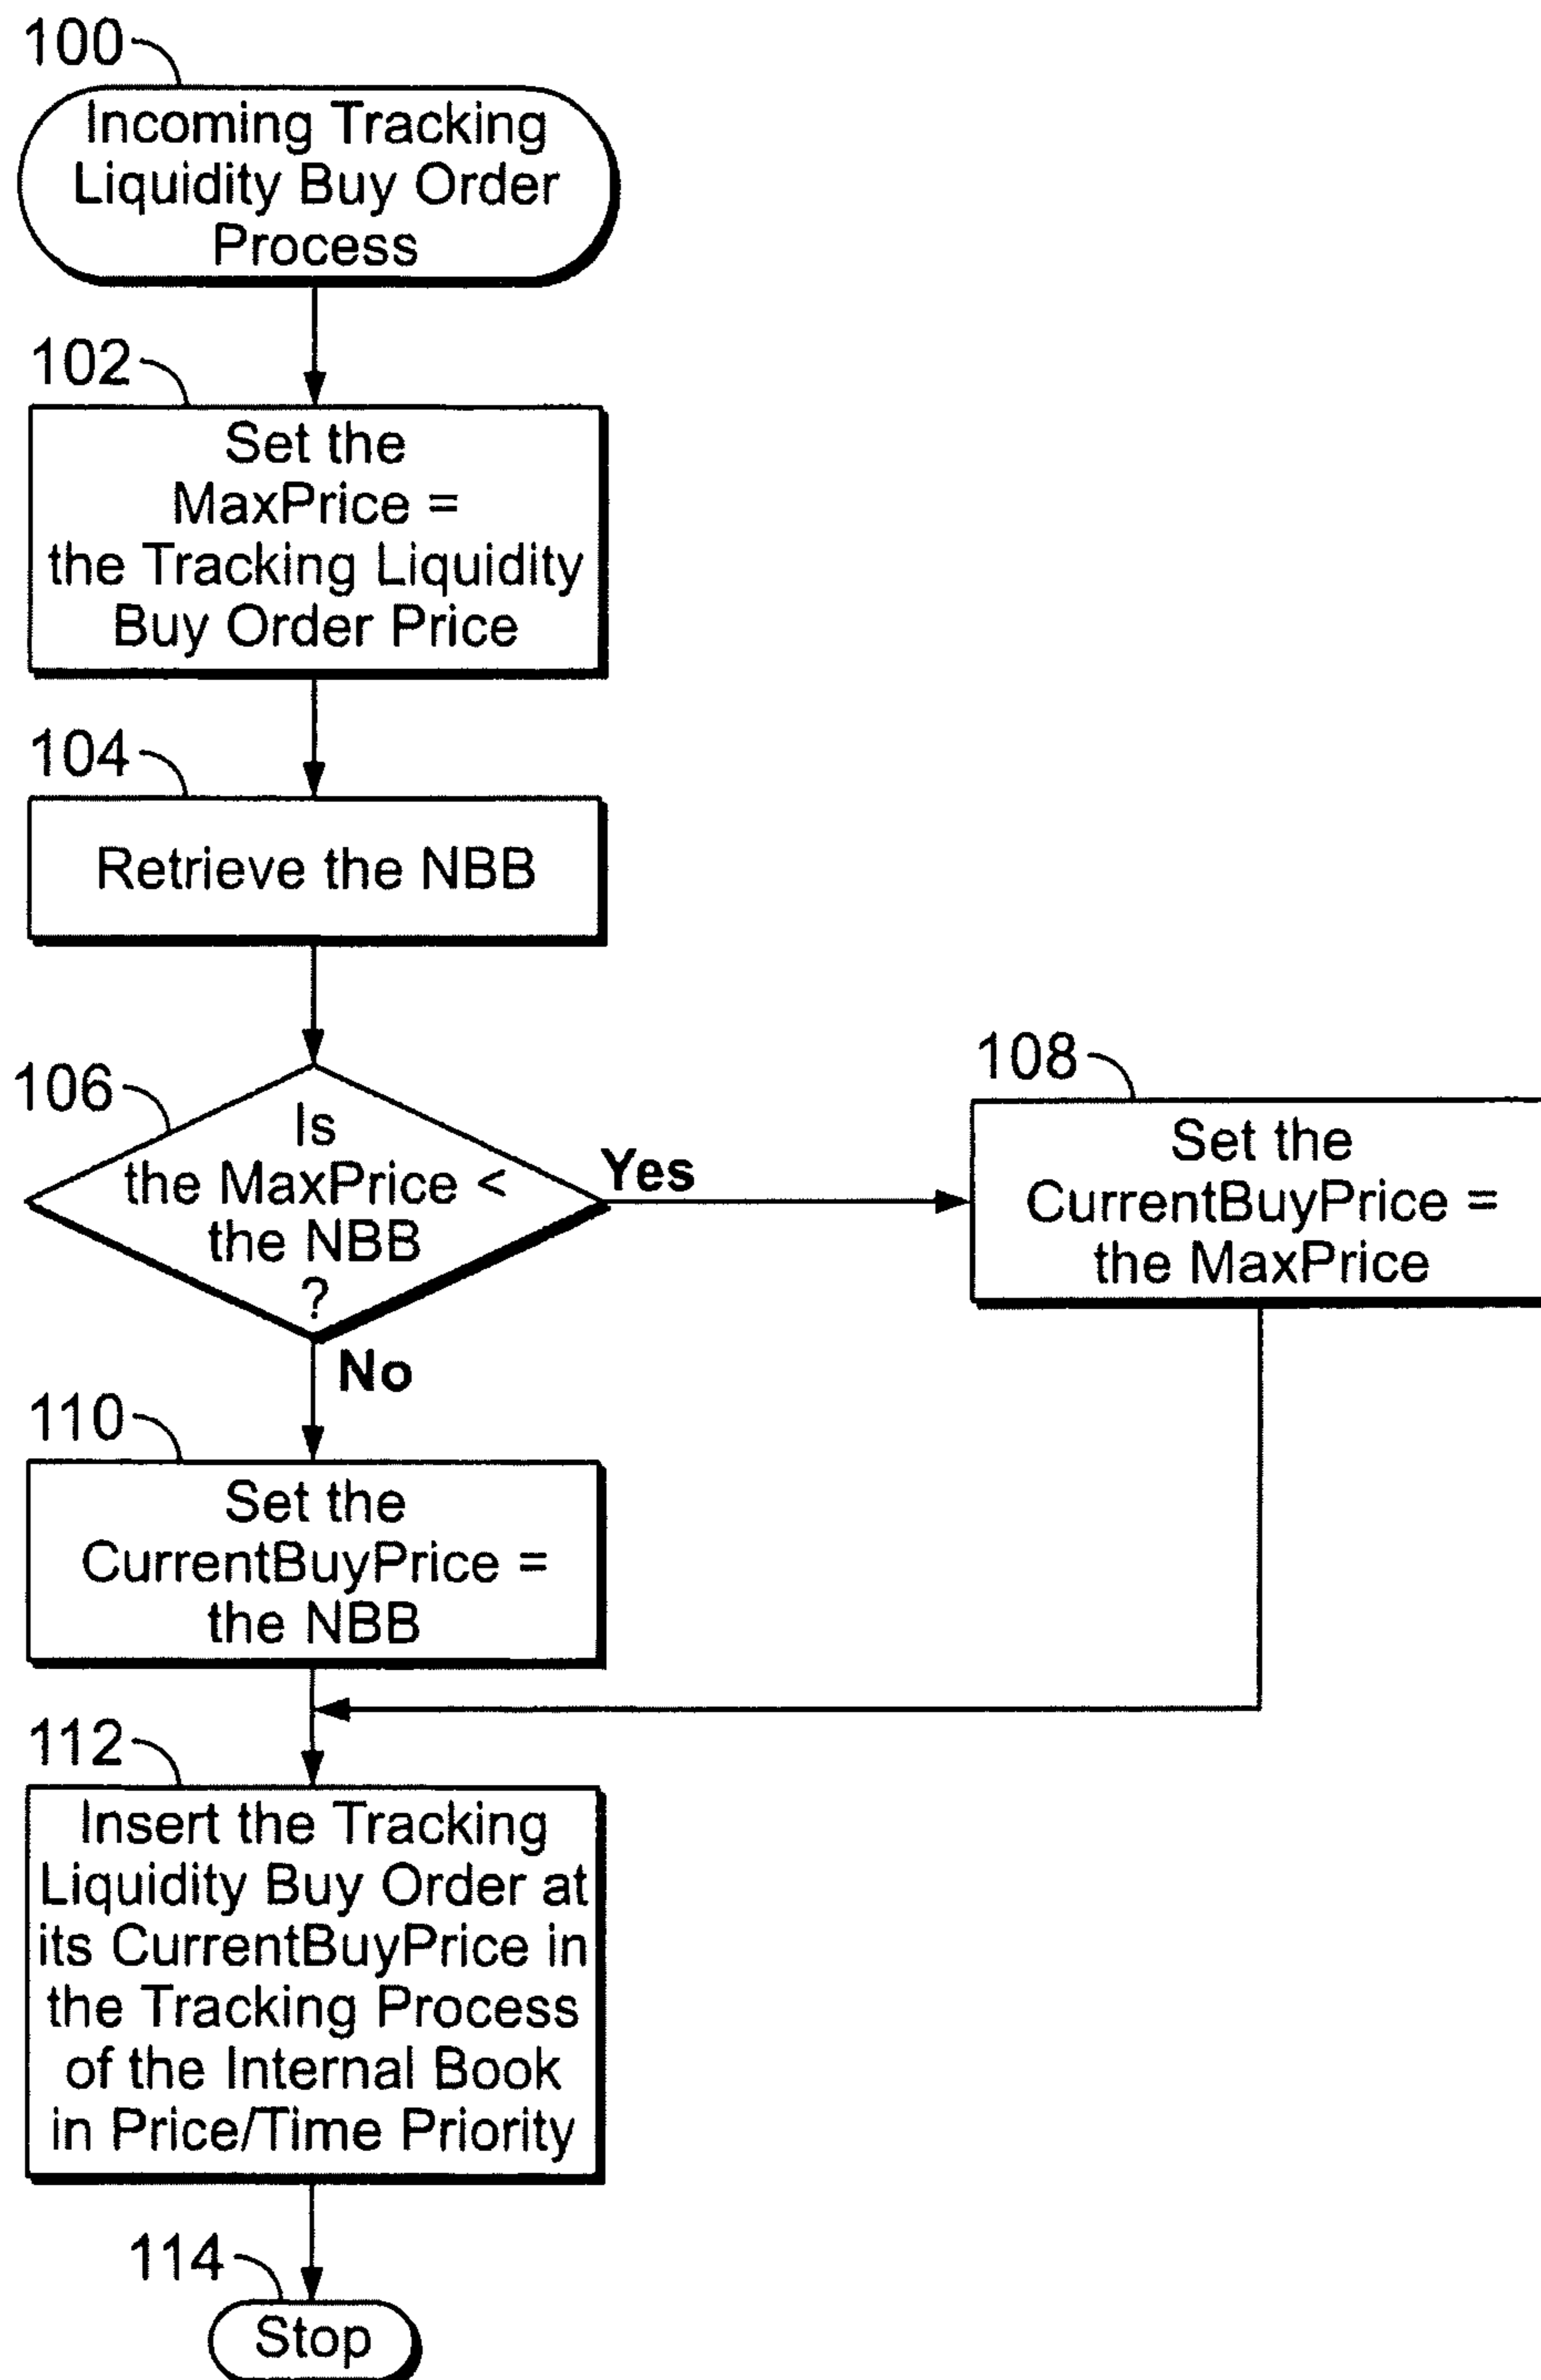 100
Incoming Tracking
Liquidity Buy Order
Process
102
Set the
MaxPrice =
the Tracking Liquidity
Buy Order Price
104
Retrieve the NBB
106
Is
the MaxPrice <
the NBB
?
Yes
No
108
Set the
CurrentBuyPrice =
the MaxPrice
110
Set the
CurrentBuyPrice =
the NBB
112
Insert the Tracking
Liquidity Buy Order at
its CurrentBuyPrice in
the Tracking Process
of the Internal Book
in Price/Time Priority
114
Stop